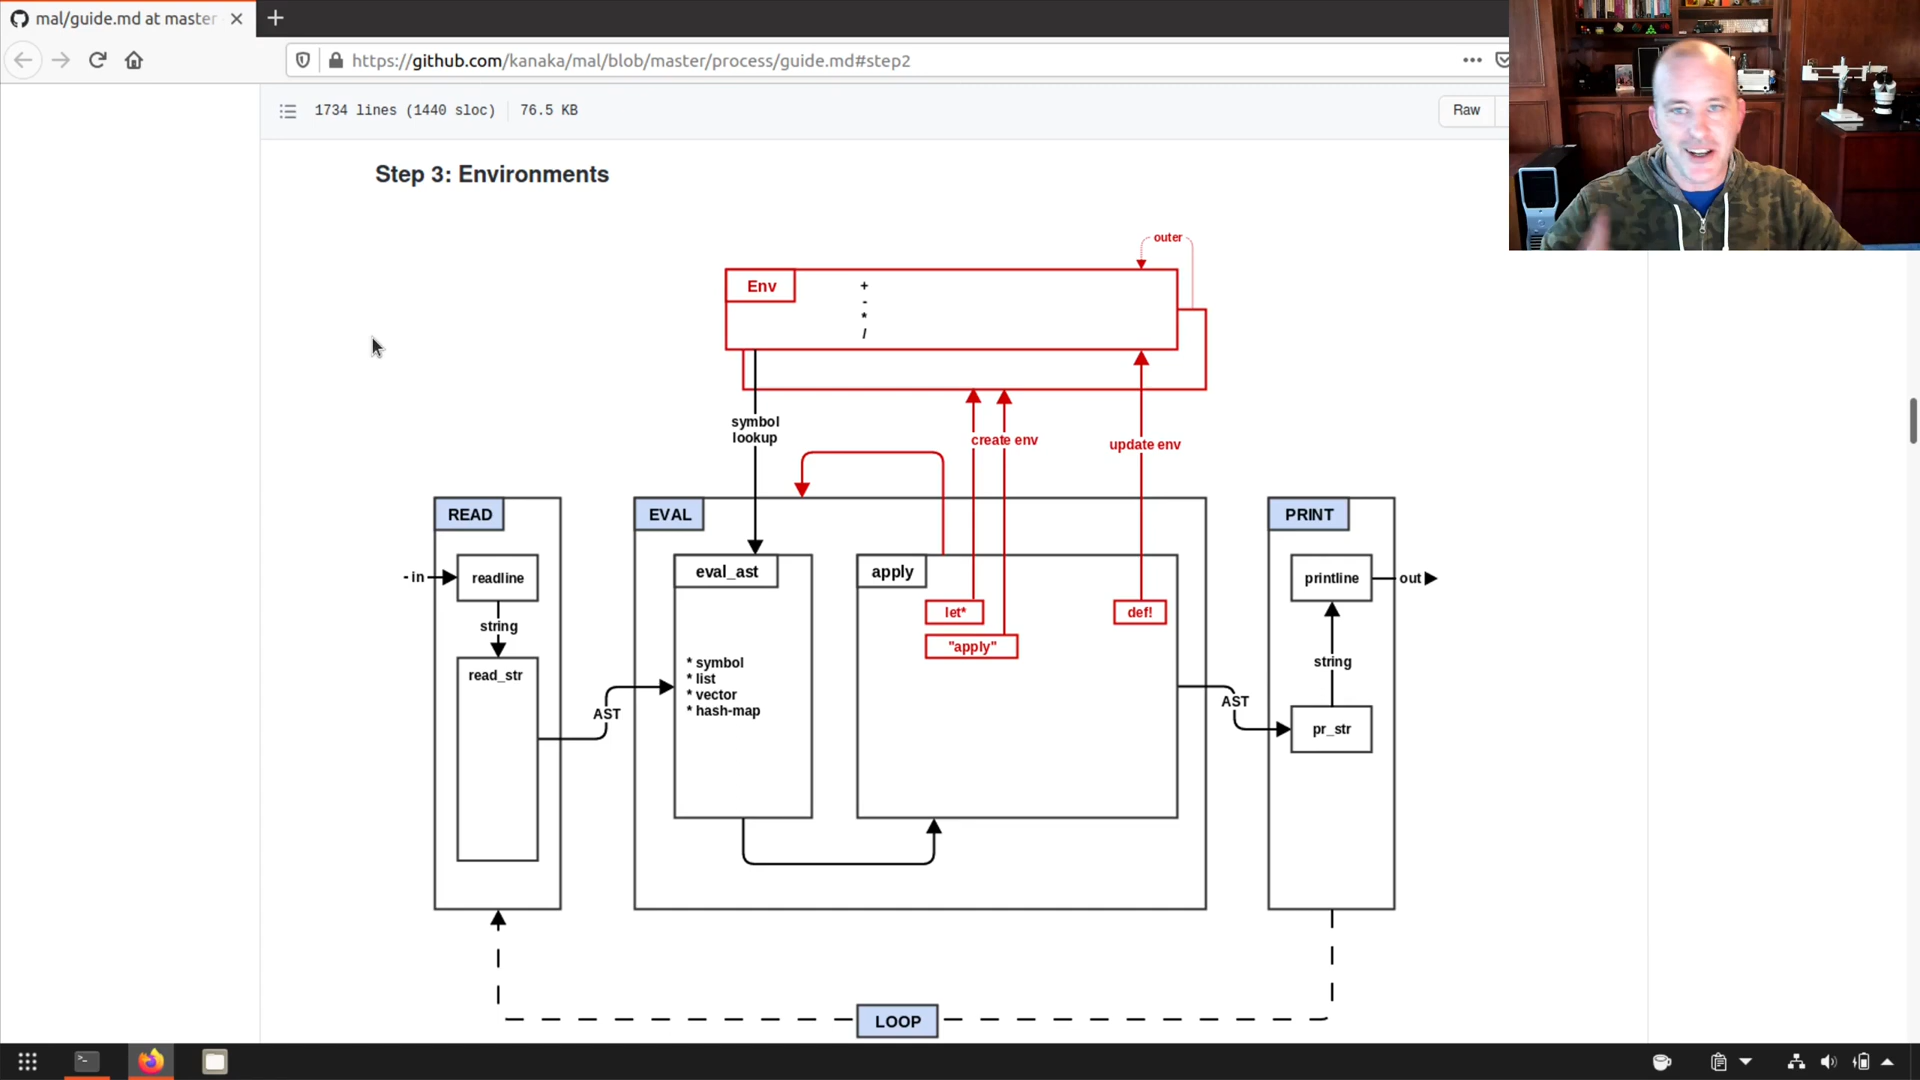 mal/guide.md at master
https://github.com/kanaka/mal/blob/master/process/guide.md#step2
1734 lines (1440 sloc)
76.5 KB
Raw
Step 3: Environments
outer
Env
+
-
*
/
symbol
lookup
create env
update env
READ
EVAL
PRINT
- in
readline
eval_ast
apply
printline
out
let*
def!
string
"apply"
string
* symbol
* list
* vector
* hash-map
read_str
AST
AST
pr_str
LOOP